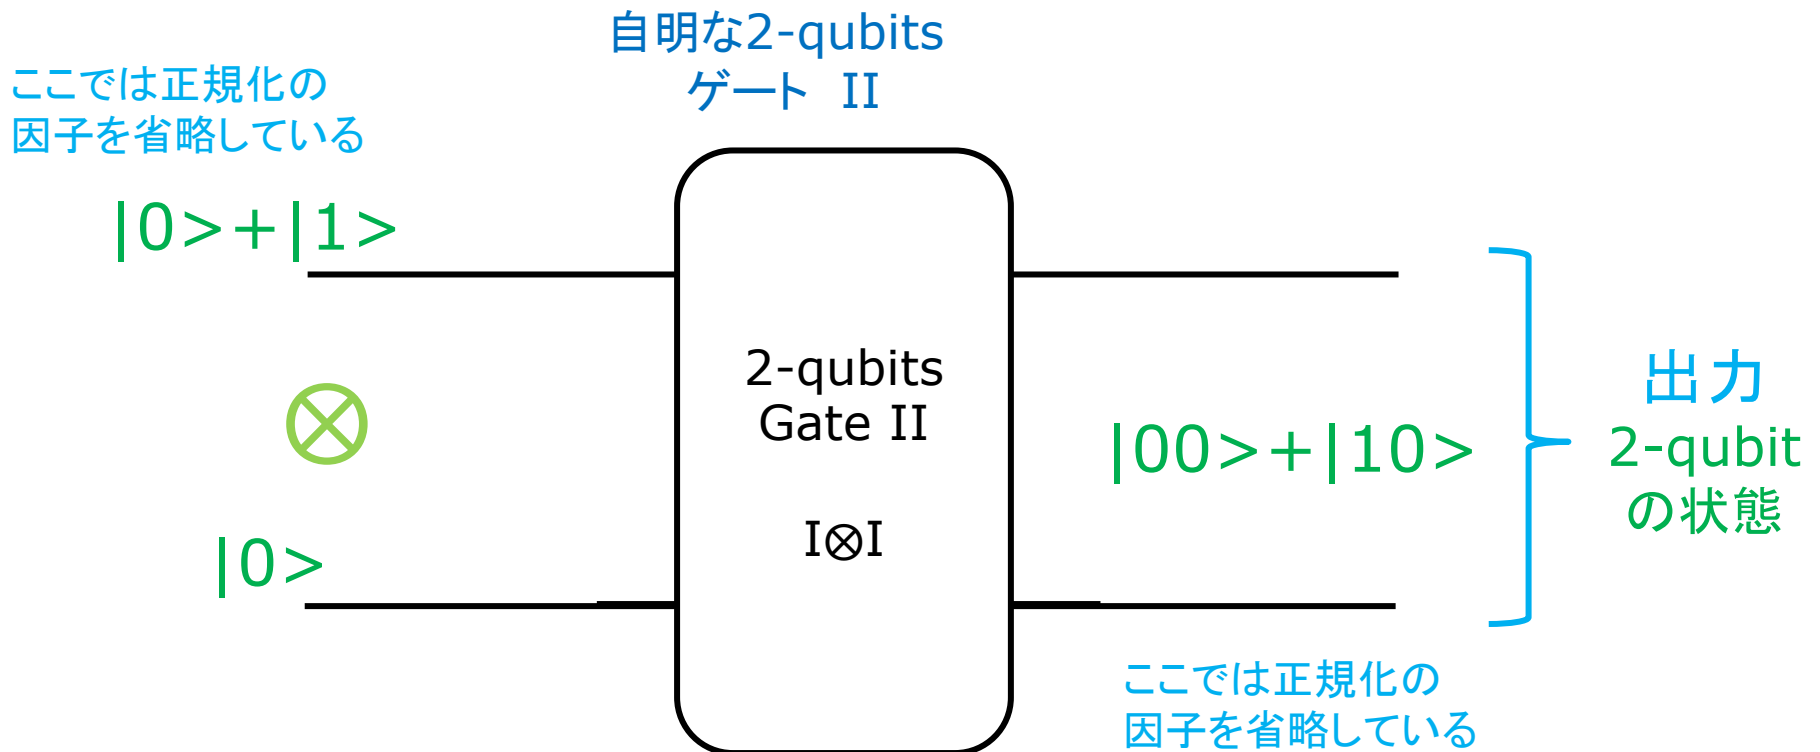 自明な2-qubits
ゲート II
ここでは正規化の
因子を省略している
|0>+|1>
⊗
|0>
2-qubits
Gate II
I⊗I
|00>+|10>
出力
2-qubit
の状態
ここでは正規化の
因子を省略している